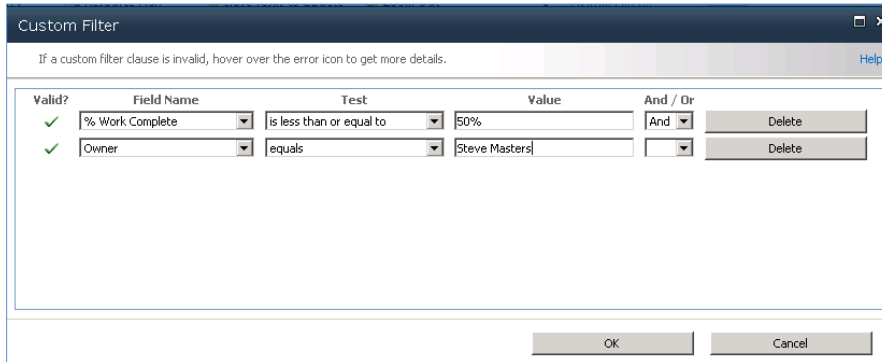 Custom Filter
If a custom filter clause is invalid, hover over the error icon to get more details.
Help
Valid? Field Name Test Value And / Or
% Work Complete is less than or equal to 50% And Delete
Owner equals Steve Masters Delete
OK Cancel